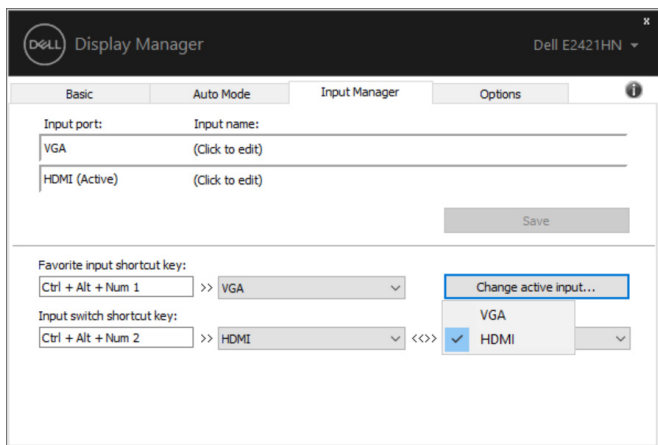 x
DELL Display Manager Dell E2421HN
Basic Auto Mode Input Manager Options i
Input port: Input name:
VGA (Click to edit)
HDMI (Active) (Click to edit)
Save
Favorite input shortcut key:
Ctrl + Alt + Num 1 >> VGA Change active input...
Input switch shortcut key:
VGA
Ctrl + Alt + Num 2 >> HDMI <<>> HDMI